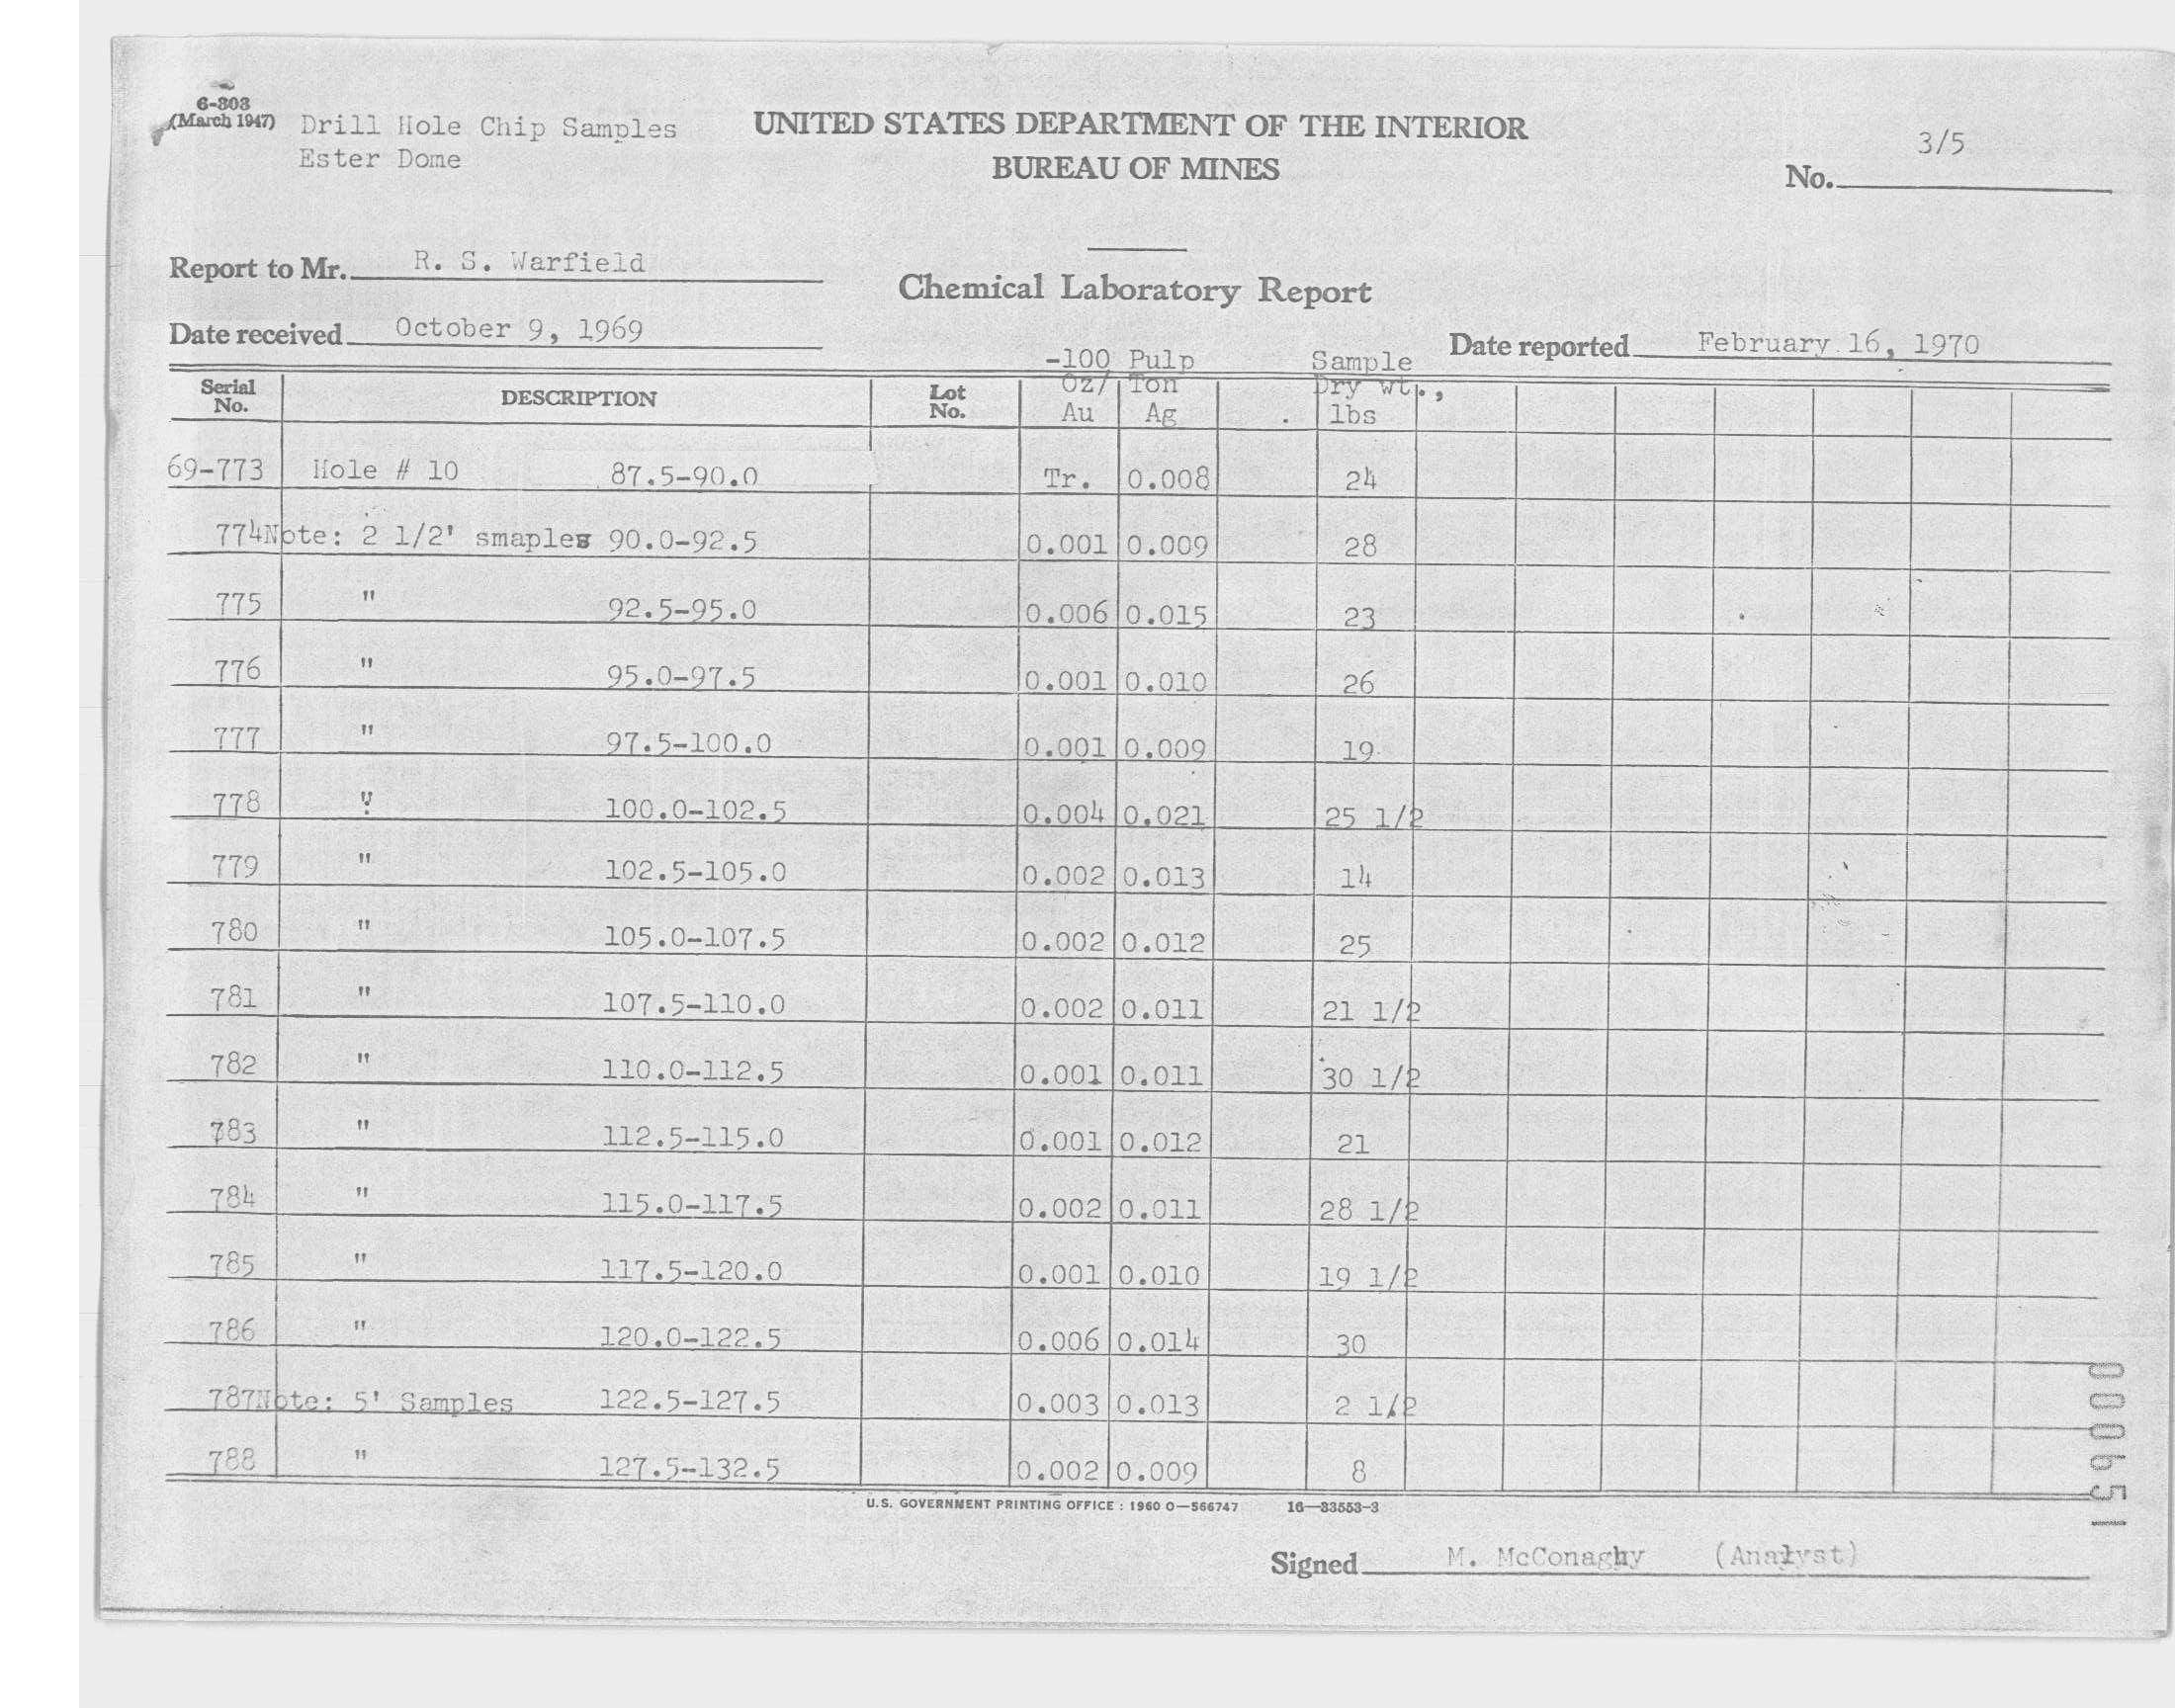 6-303
(March 1947) Drill Hole Chip Samples UNITED STATES DEPARTMENT OF THE INTERIOR
Ester Dome BUREAU OF MINES No. 3/5
Report to Mr. R. S. Warfield
Chemical Laboratory Report
Date received October 9, 1969 Date reported February 16, 1970
-100 Pulp Sample
Serial No. DESCRIPTION Lot No. Oz/ Ton Dry wt.,
Au Ag lbs
69-773 Hole # 10 87.5-90.0 Tr. 0.008 24
774 Note: 2 1/2' smaples 90.0-92.5 0.001 0.009 28
775 " 92.5-95.0 0.006 0.015 23
776 " 95.0-97.5 0.001 0.010 26
777 " 97.5-100.0 0.001 0.009 19
778 " 100.0-102.5 0.004 0.021 25 1/2
779 " 102.5-105.0 0.002 0.013 14
780 " 105.0-107.5 0.002 0.012 25
781 " 107.5-110.0 0.002 0.011 21 1/2
782 " 110.0-112.5 0.001 0.011 30 1/2
783 " 112.5-115.0 0.001 0.012 21
784 " 115.0-117.5 0.002 0.011 28 1/2
785 " 117.5-120.0 0.001 0.010 19 1/2
786 " 120.0-122.5 0.006 0.014 30
787 Note: 5' Samples 122.5-127.5 0.003 0.013 2 1/2
788 " 127.5-132.5 0.002 0.009 8
U.S. GOVERNMENT PRINTING OFFICE : 1960 O—566747 16—83553-3
Signed M. McConaghy (Analyst)
000651